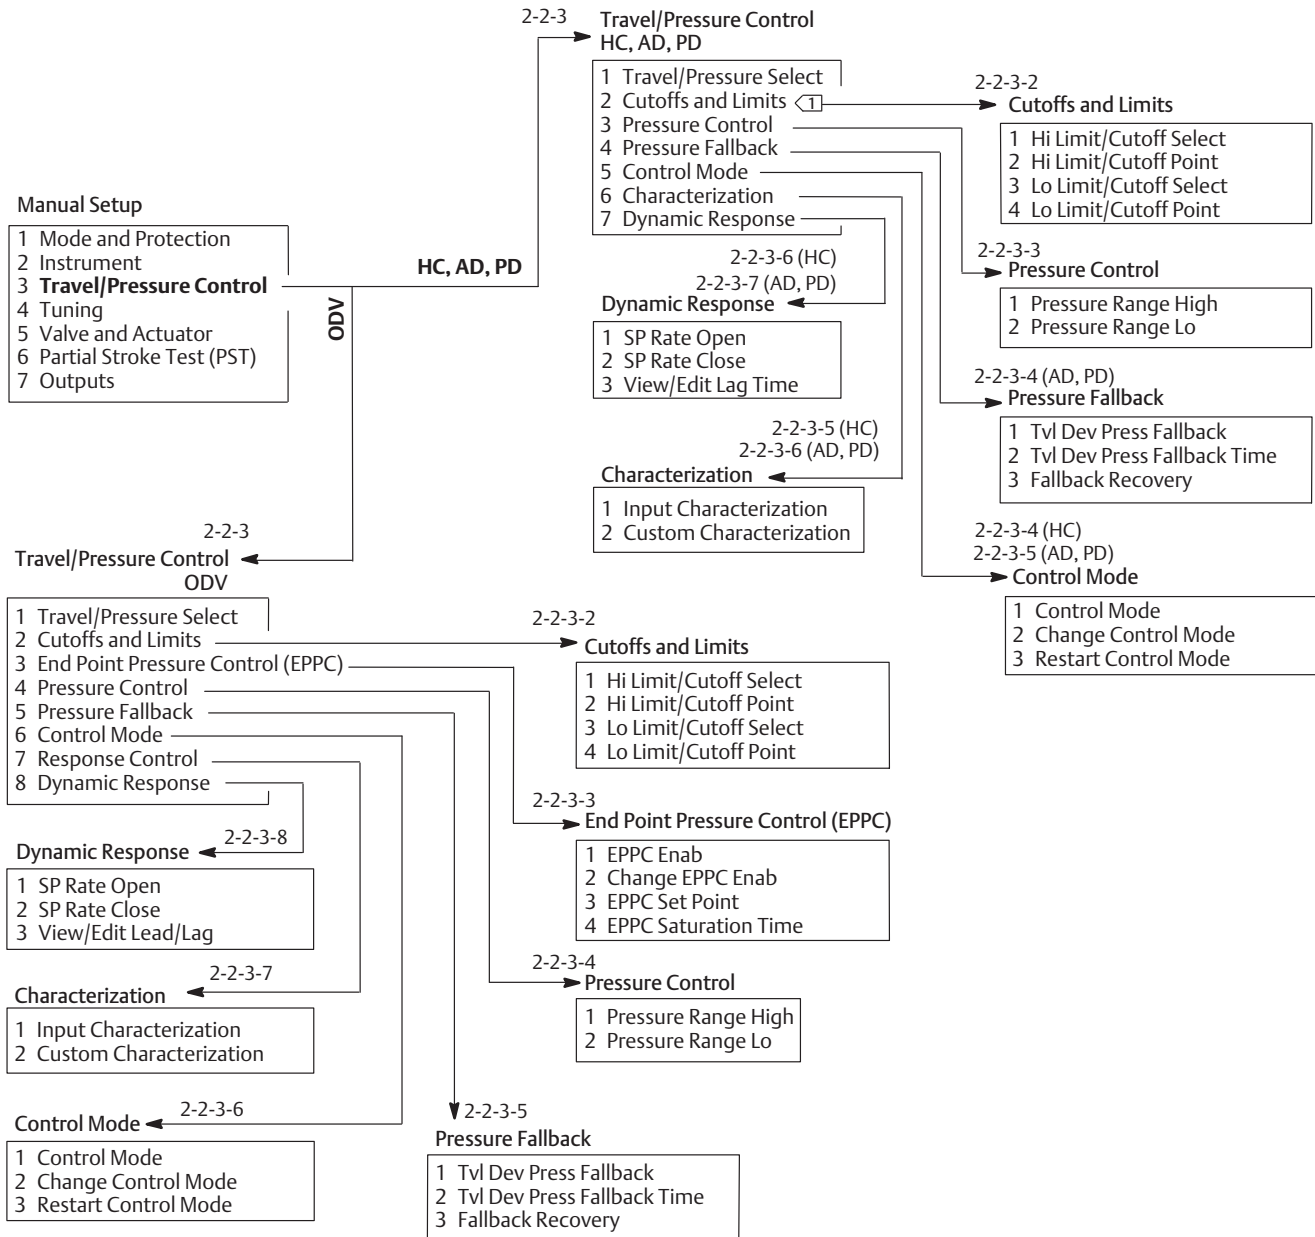 Manual Setup
1 Mode and Protection
2 Instrument
3 Travel/Pressure Control
4 Tuning
5 Valve and Actuator
6 Partial Stroke Test (PST)
7 Outputs
HC, AD, PD
ODV
2-2-3
Travel/Pressure Control
HC, AD, PD
1 Travel/Pressure Select
2 Cutoffs and Limits 1
3 Pressure Control
4 Pressure Fallback
5 Control Mode
6 Characterization
7 Dynamic Response
2-2-3-2
Cutoffs and Limits
1 Hi Limit/Cutoff Select
2 Hi Limit/Cutoff Point
3 Lo Limit/Cutoff Select
4 Lo Limit/Cutoff Point
2-2-3-3
Pressure Control
1 Pressure Range High
2 Pressure Range Lo
2-2-3-4 (AD, PD)
Pressure Fallback
1 Tvl Dev Press Fallback
2 Tvl Dev Press Fallback Time
3 Fallback Recovery
2-2-3-4 (HC)
2-2-3-5 (AD, PD)
Control Mode
1 Control Mode
2 Change Control Mode
3 Restart Control Mode
2-2-3-6 (HC)
2-2-3-7 (AD, PD)
Dynamic Response
1 SP Rate Open
2 SP Rate Close
3 View/Edit Lag Time
2-2-3-5 (HC)
2-2-3-6 (AD, PD)
Characterization
1 Input Characterization
2 Custom Characterization
2-2-3
Travel/Pressure Control
ODV
1 Travel/Pressure Select
2 Cutoffs and Limits
3 End Point Pressure Control (EPPC)
4 Pressure Control
5 Pressure Fallback
6 Control Mode
7 Response Control
8 Dynamic Response
2-2-3-2
Cutoffs and Limits
1 Hi Limit/Cutoff Select
2 Hi Limit/Cutoff Point
3 Lo Limit/Cutoff Select
4 Lo Limit/Cutoff Point
2-2-3-3
End Point Pressure Control (EPPC)
1 EPPC Enab
2 Change EPPC Enab
3 EPPC Set Point
4 EPPC Saturation Time
2-2-3-4
Pressure Control
1 Pressure Range High
2 Pressure Range Lo
2-2-3-5
Pressure Fallback
1 Tvl Dev Press Fallback
2 Tvl Dev Press Fallback Time
3 Fallback Recovery
2-2-3-8
Dynamic Response
1 SP Rate Open
2 SP Rate Close
3 View/Edit Lead/Lag
2-2-3-7
Characterization
1 Input Characterization
2 Custom Characterization
2-2-3-6
Control Mode
1 Control Mode
2 Change Control Mode
3 Restart Control Mode